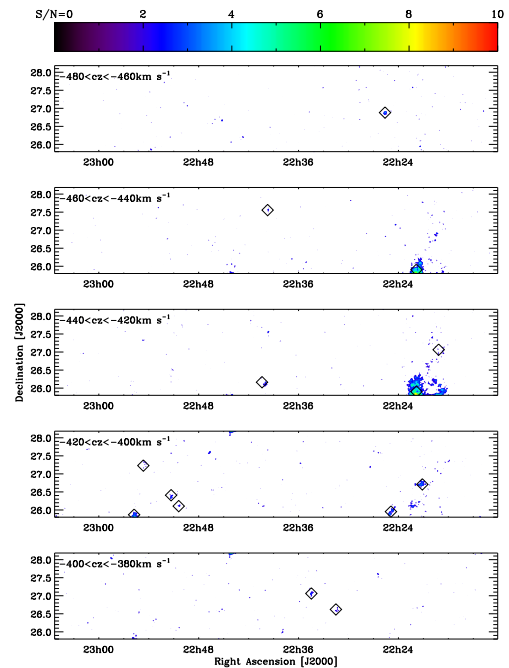 S/N=0 2 4 6 8 10
-480<cz<-460km s⁻¹
28.0
27.5
27.0
26.5
26.0
23h00 22h48 22h36 22h24
-460<cz<-440km s⁻¹
28.0
27.5
27.0
26.5
26.0
23h00 22h48 22h36 22h24
Declination [J2000]
-440<cz<-420km s⁻¹
28.0
27.5
27.0
26.5
26.0
23h00 22h48 22h36 22h24
-420<cz<-400km s⁻¹
28.0
27.5
27.0
26.5
26.0
23h00 22h48 22h36 22h24
-400<cz<-380km s⁻¹
28.0
27.5
27.0
26.5
26.0
23h00 22h48 22h36 22h24
Right Ascension [J2000]